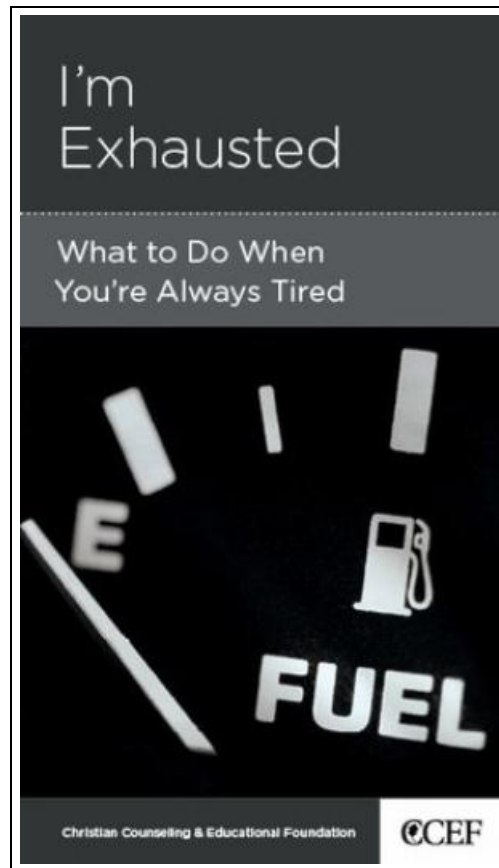 I'm
Exhausted
What to Do When
You're Always Tired
E
FUEL
Christian Counseling & Educational Foundation
CCEF